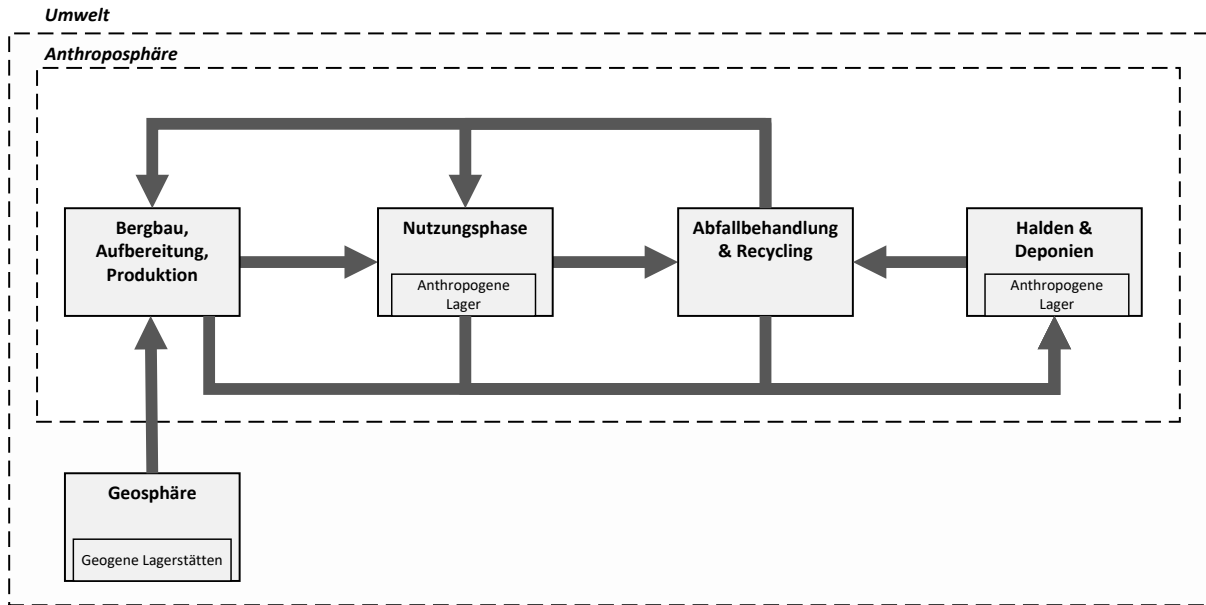 Umwelt
Anthroposphäre
Bergbau,
Aufbereitung,
Produktion
Nutzungsphase
Anthropogene
Lager
Abfallbehandlung
& Recycling
Halden &
Deponien
Anthropogene
Lager
Geosphäre
Geogene Lagerstätten